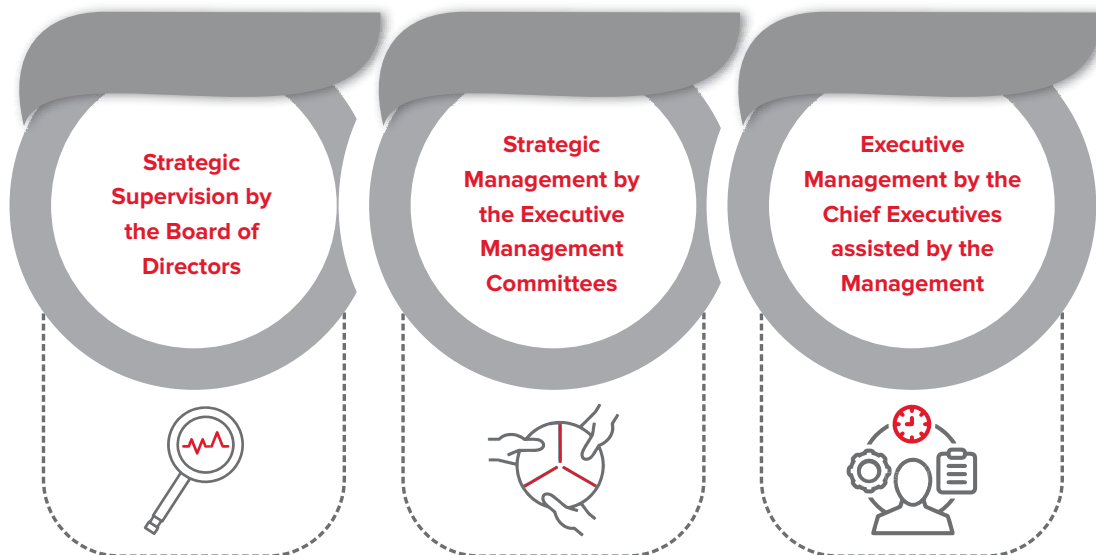 Strategic
Supervision by
the Board of
Directors
Strategic
Management by
the Executive
Management
Committees
Executive
Management by the
Chief Executives
assisted by the
Management